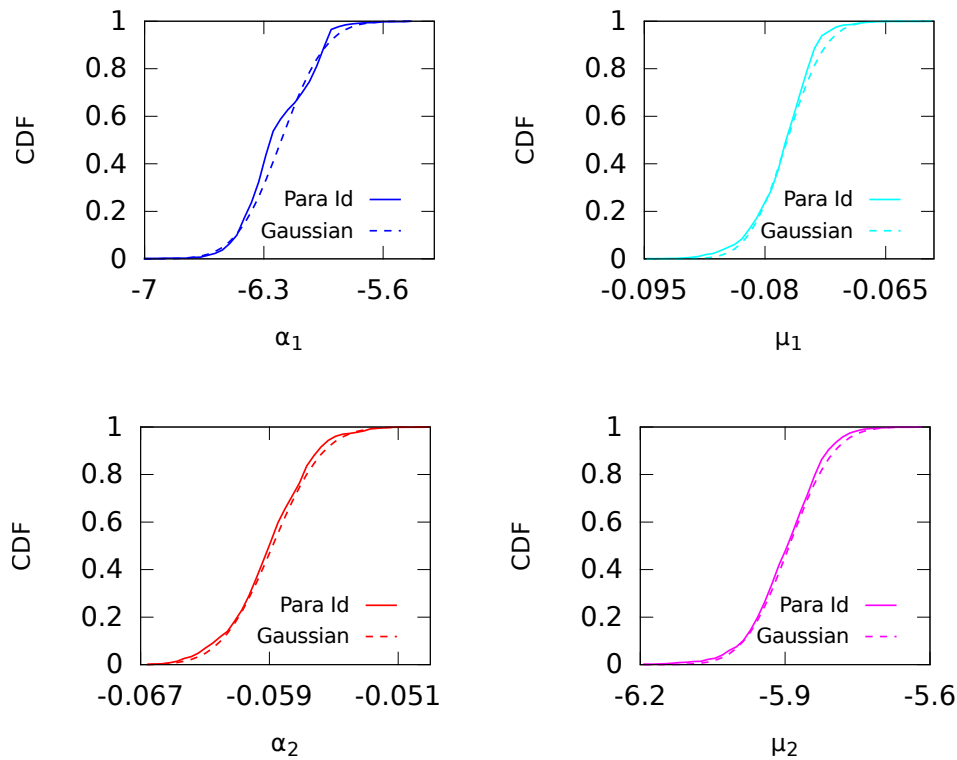 1
0.8
0.6
0.4
0.2
0
CDF
Para Id
Gaussian
-7
-6.3
-5.6
α₁
1
0.8
0.6
0.4
0.2
0
CDF
Para Id
Gaussian
-0.095
-0.08
-0.065
μ₁
1
0.8
0.6
0.4
0.2
0
CDF
Para Id
Gaussian
-0.067
-0.059
-0.051
α₂
1
0.8
0.6
0.4
0.2
0
CDF
Para Id
Gaussian
-6.2
-5.9
-5.6
μ₂